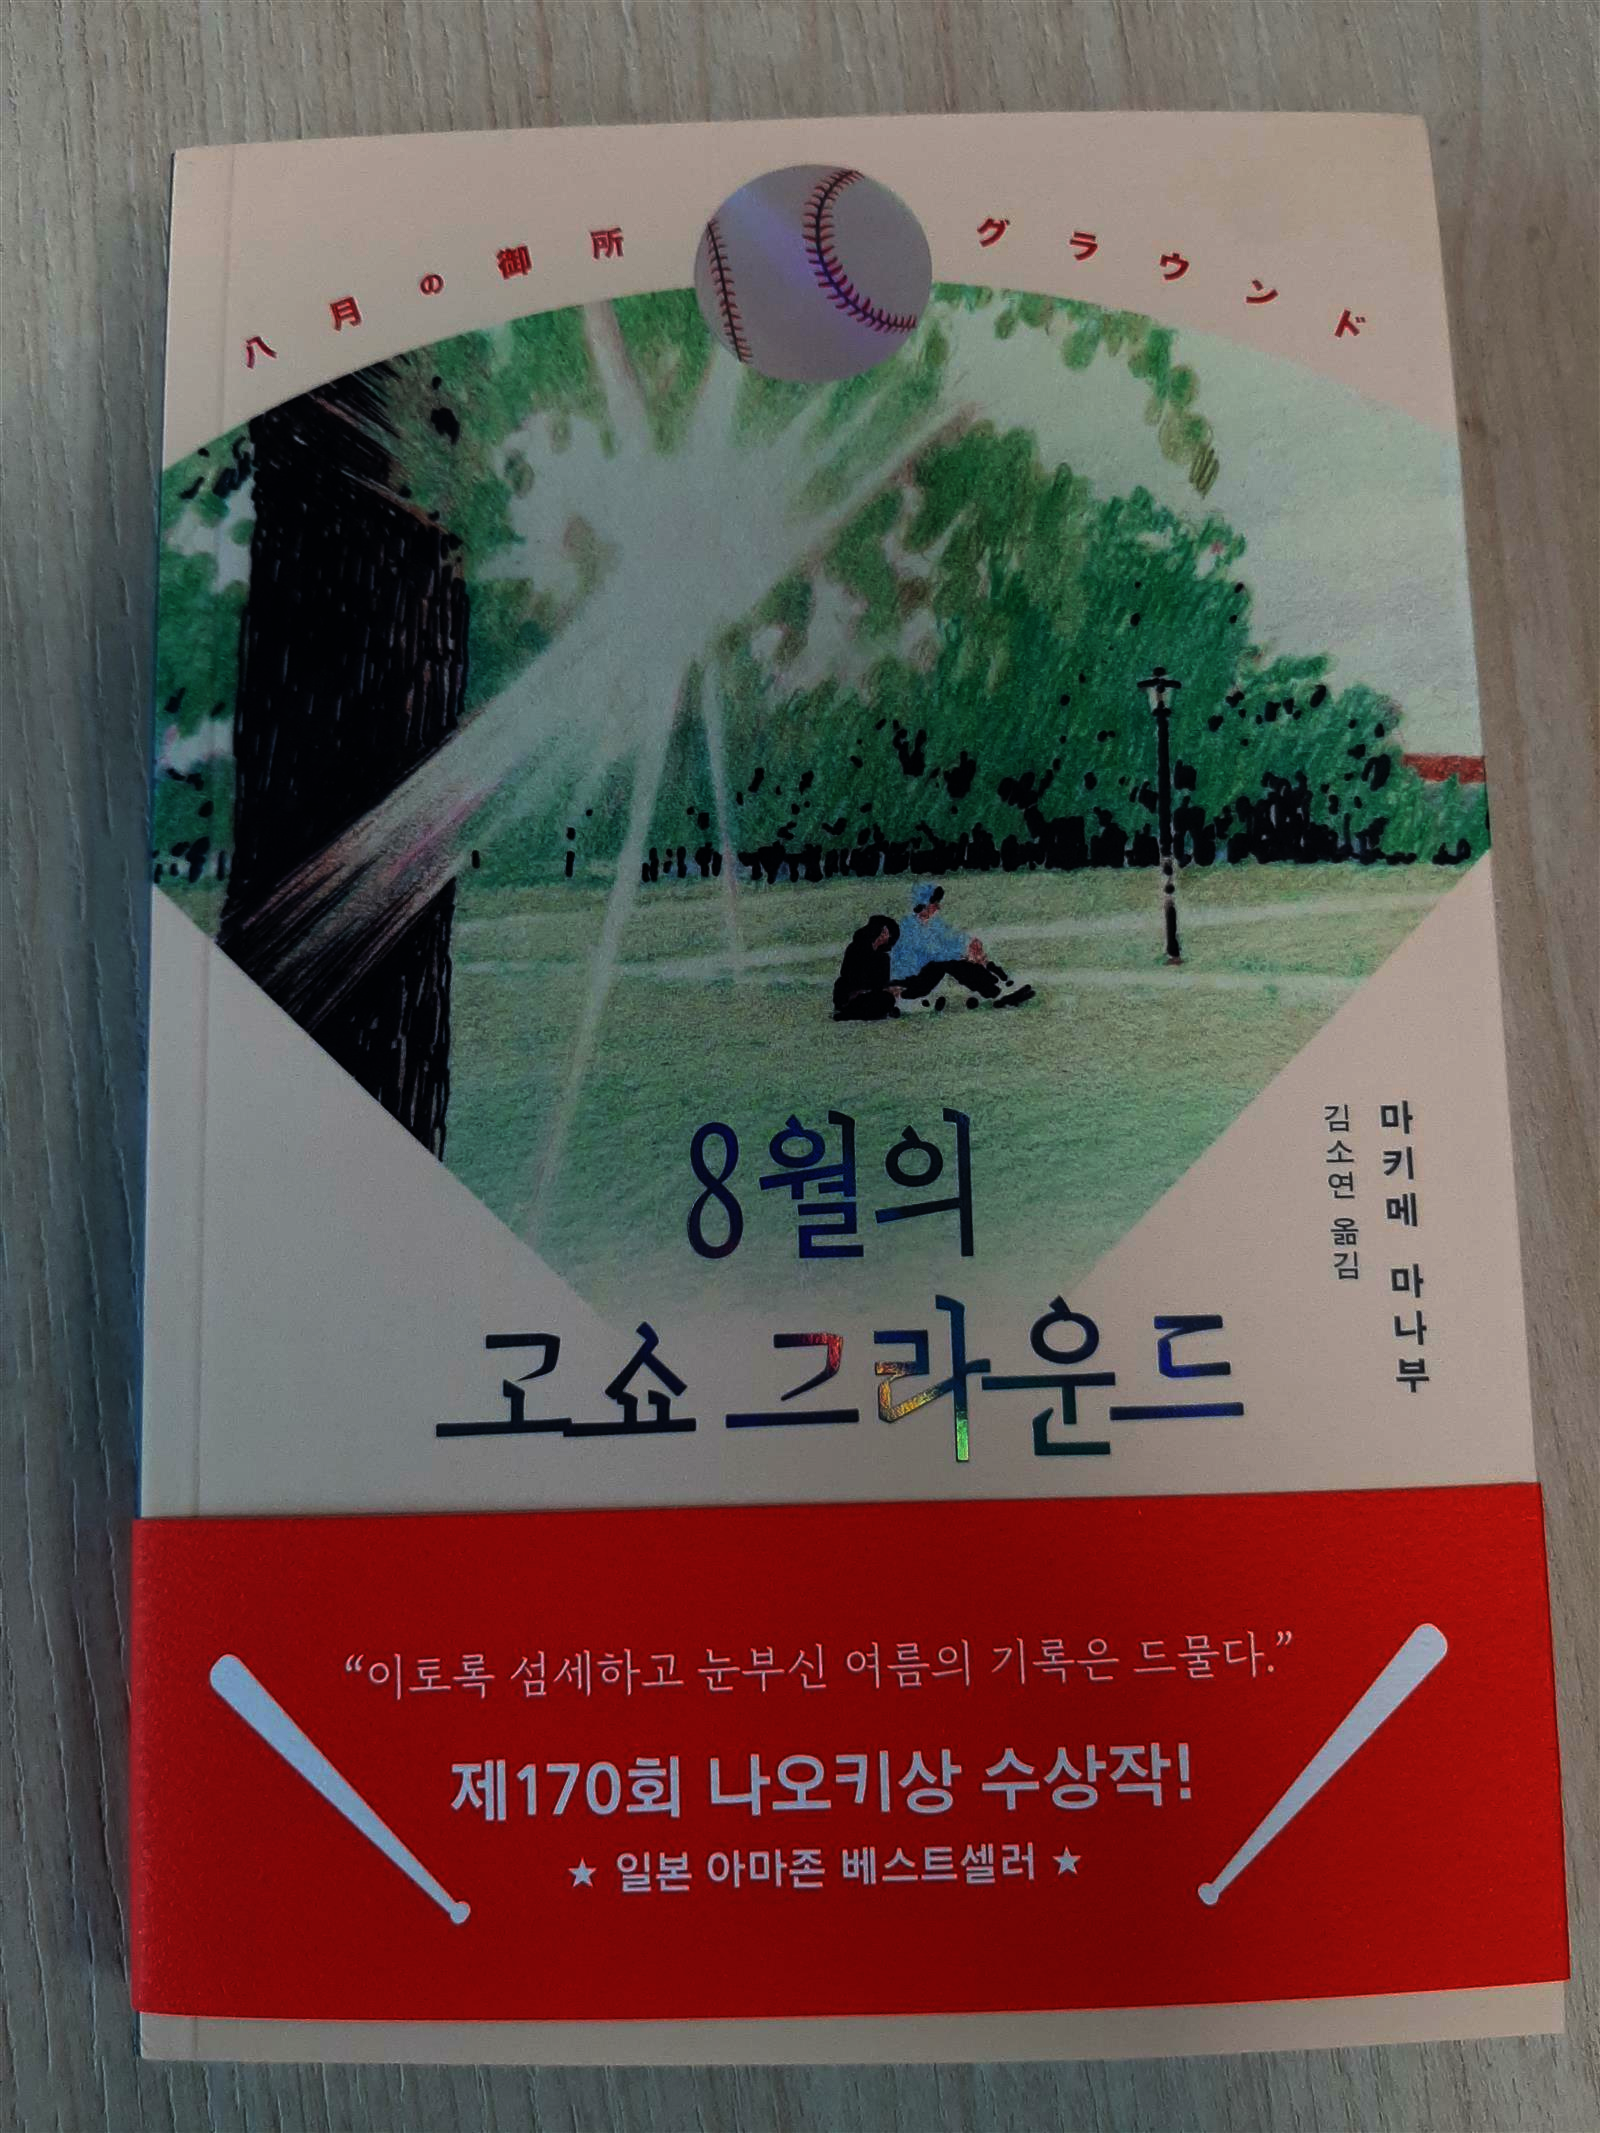 八月の御所グラウンド
8월의
고쇼 그라운드
마키메 마나부
김소연 옮김
“이토록 섬세하고 눈부신 여름의 기록은 드물다.”
제170회 나오키상 수상작!
★ 일본 아마존 베스트셀러 ★